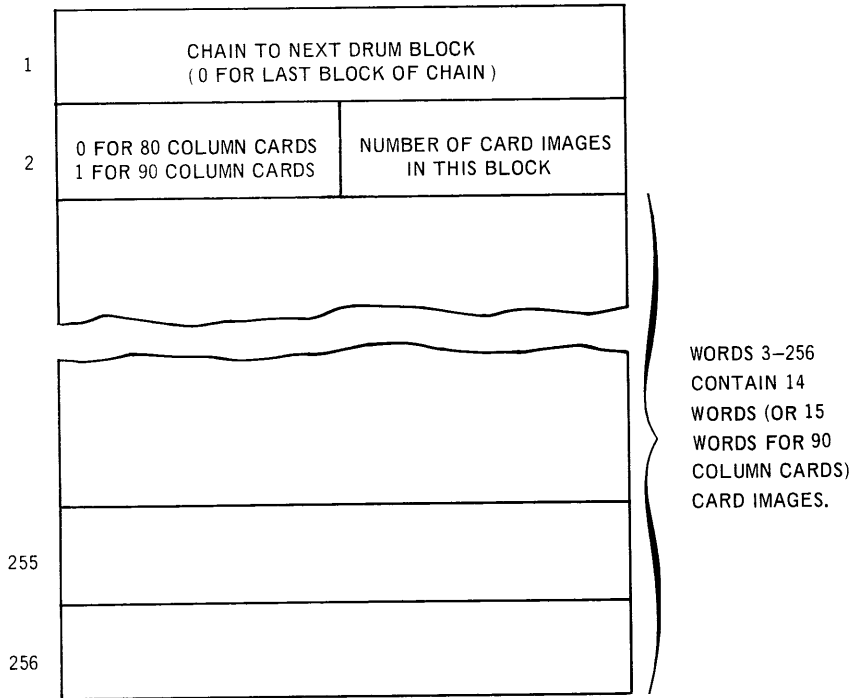 1
CHAIN TO NEXT DRUM BLOCK
(0 FOR LAST BLOCK OF CHAIN)
2
0 FOR 80 COLUMN CARDS
1 FOR 90 COLUMN CARDS
NUMBER OF CARD IMAGES
IN THIS BLOCK
WORDS 3–256
CONTAIN 14
WORDS (OR 15
WORDS FOR 90
COLUMN CARDS)
CARD IMAGES.
255
256